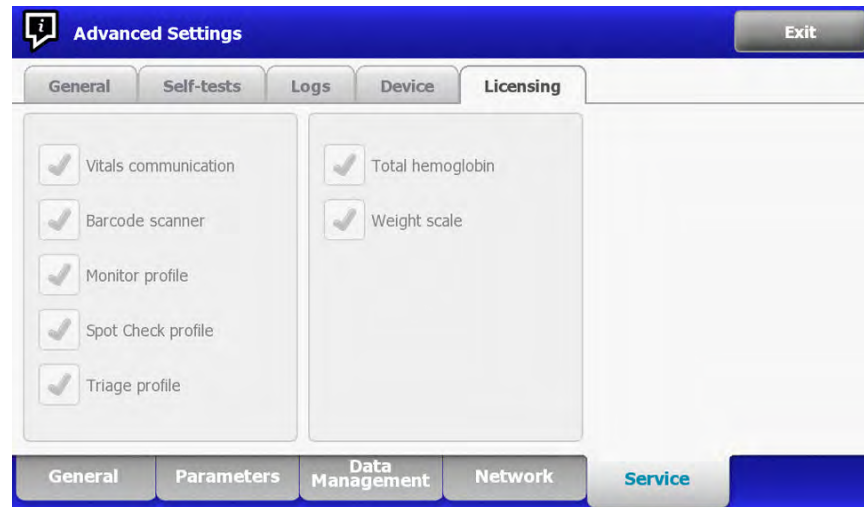 i
Advanced Settings
Exit
General
Self-tests
Logs
Device
Licensing
Vitals communication
Barcode scanner
Monitor profile
Spot Check profile
Triage profile
Total hemoglobin
Weight scale
General
Parameters
Data
Management
Network
Service